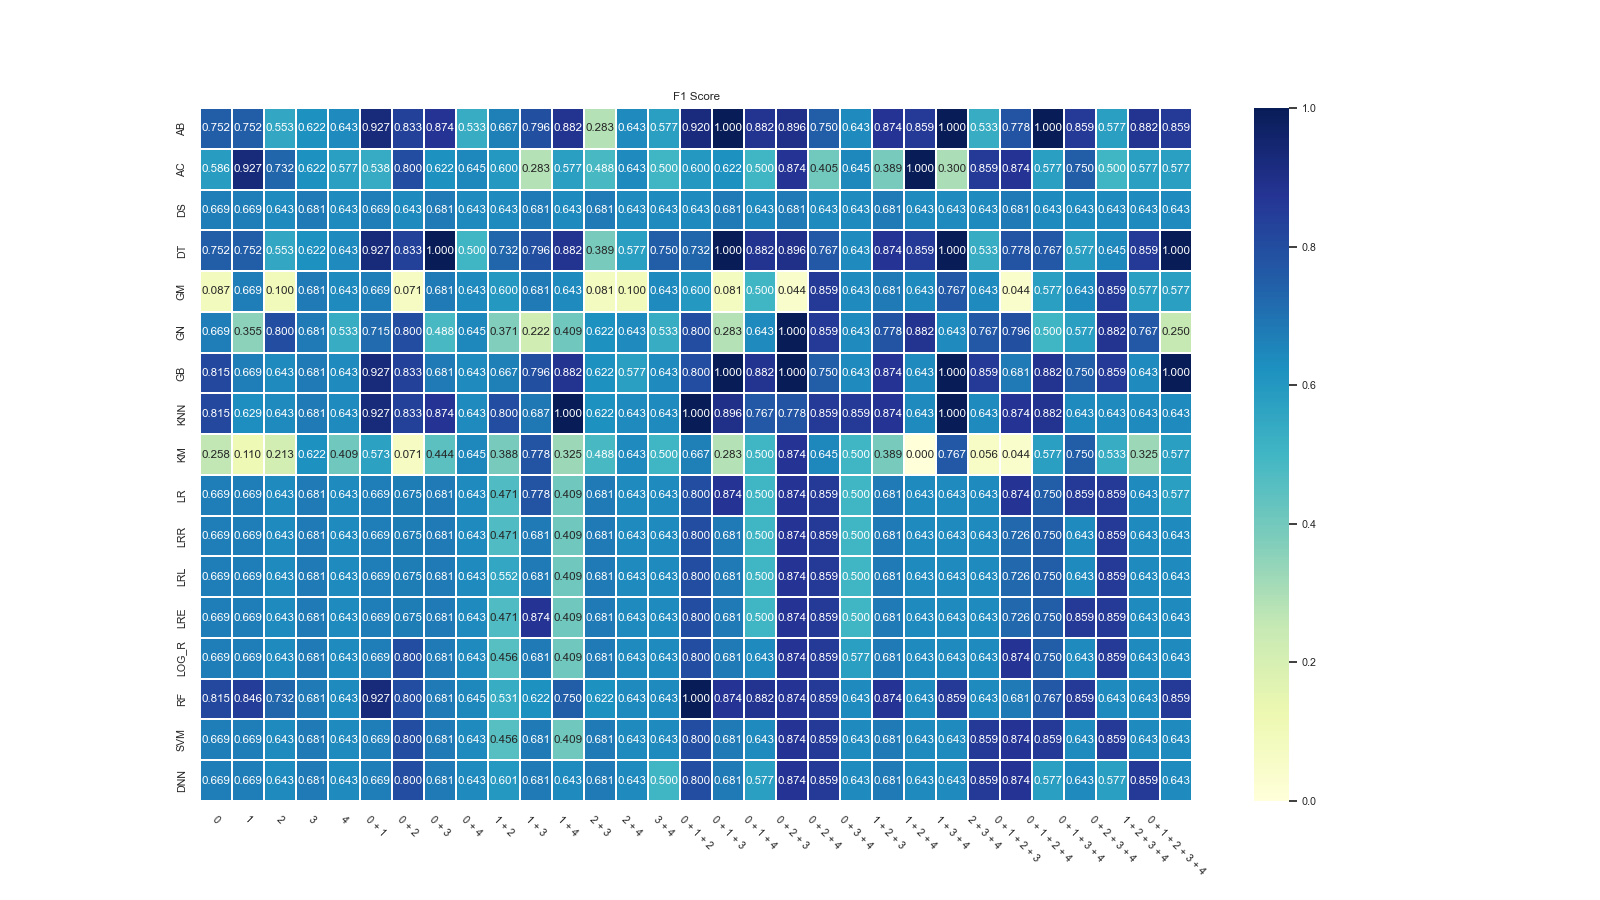 F1 Score
AB 0.752 0.752 0.553 0.622 0.643 0.927 0.833 0.874 0.533 0.667 0.796 0.882 0.283 0.643 0.577 0.920 1.000 0.882 0.896 0.750 0.643 0.874 0.859 1.000 0.533 0.778 1.000 0.859 0.577 0.882 0.859
AC 0.586 0.927 0.732 0.622 0.577 0.538 0.800 0.622 0.645 0.600 0.283 0.577 0.488 0.643 0.500 0.600 0.622 0.500 0.874 0.405 0.645 0.389 1.000 0.300 0.859 0.874 0.577 0.750 0.500 0.577 0.577
DS 0.669 0.669 0.643 0.681 0.643 0.669 0.643 0.681 0.643 0.643 0.681 0.643 0.681 0.643 0.643 0.643 0.681 0.643 0.681 0.643 0.643 0.643 0.643 0.643 0.643 0.681 0.643 0.643 0.643 0.643 0.643
DT 0.752 0.752 0.553 0.622 0.643 0.927 0.833 1.000 0.500 0.732 0.796 0.882 0.389 0.577 0.750 0.732 1.000 0.882 0.896 0.767 0.643 0.874 0.859 1.000 0.533 0.778 0.767 0.577 0.645 0.859 1.000
GM 0.087 0.669 0.100 0.681 0.643 0.669 0.071 0.681 0.643 0.600 0.681 0.643 0.081 0.100 0.643 0.600 0.081 0.500 0.044 0.859 0.643 0.681 0.643 0.767 0.643 0.044 0.577 0.643 0.859 0.577 0.577
GN 0.669 0.355 0.800 0.681 0.533 0.715 0.800 0.488 0.645 0.371 0.222 0.409 0.622 0.643 0.533 0.800 0.283 0.643 1.000 0.859 0.643 0.778 0.882 0.643 0.767 0.796 0.500 0.577 0.882 0.767 0.250
GB 0.815 0.669 0.643 0.681 0.643 0.927 0.833 0.681 0.643 0.667 0.796 0.882 0.622 0.577 0.643 0.800 1.000 0.882 1.000 0.750 0.643 0.874 0.643 1.000 0.859 0.681 0.882 0.750 0.859 0.643 1.000
KNN 0.815 0.629 0.643 0.681 0.643 0.927 0.833 0.874 0.643 0.800 0.687 1.000 0.622 0.643 0.643 1.000 0.896 0.767 0.778 0.859 0.859 0.874 0.643 1.000 0.643 0.874 0.882 0.643 0.643 0.643 0.643
KM 0.258 0.110 0.213 0.622 0.409 0.573 0.071 0.444 0.645 0.388 0.778 0.325 0.488 0.643 0.500 0.667 0.283 0.500 0.874 0.645 0.500 0.389 0.000 0.767 0.056 0.044 0.577 0.750 0.533 0.325 0.577
LR 0.669 0.669 0.643 0.681 0.643 0.669 0.675 0.681 0.643 0.471 0.778 0.409 0.681 0.643 0.643 0.800 0.874 0.500 0.874 0.859 0.500 0.681 0.643 0.643 0.643 0.874 0.750 0.859 0.859 0.643 0.577
LRR 0.669 0.669 0.643 0.681 0.643 0.669 0.675 0.681 0.643 0.471 0.681 0.409 0.681 0.643 0.643 0.800 0.681 0.500 0.874 0.859 0.500 0.681 0.643 0.643 0.643 0.726 0.750 0.643 0.859 0.643 0.643
LRL 0.669 0.669 0.643 0.681 0.643 0.669 0.675 0.681 0.643 0.552 0.681 0.409 0.681 0.643 0.643 0.800 0.681 0.500 0.874 0.859 0.500 0.681 0.643 0.643 0.643 0.726 0.750 0.643 0.859 0.643 0.643
LRE 0.669 0.669 0.643 0.681 0.643 0.669 0.675 0.681 0.643 0.471 0.874 0.409 0.681 0.643 0.643 0.800 0.681 0.500 0.874 0.859 0.500 0.681 0.643 0.643 0.643 0.726 0.750 0.859 0.859 0.643 0.643
LOG_R 0.669 0.669 0.643 0.681 0.643 0.669 0.800 0.681 0.643 0.456 0.681 0.409 0.681 0.643 0.643 0.800 0.681 0.643 0.874 0.859 0.577 0.681 0.643 0.643 0.643 0.874 0.750 0.643 0.859 0.643 0.643
RF 0.815 0.846 0.732 0.681 0.643 0.927 0.800 0.681 0.645 0.531 0.622 0.750 0.622 0.643 0.643 1.000 0.874 0.882 0.874 0.859 0.643 0.874 0.643 0.859 0.643 0.681 0.767 0.859 0.643 0.643 0.859
SVM 0.669 0.669 0.643 0.681 0.643 0.669 0.800 0.681 0.643 0.456 0.681 0.409 0.681 0.643 0.643 0.800 0.681 0.643 0.874 0.859 0.643 0.681 0.643 0.643 0.859 0.874 0.859 0.643 0.859 0.643 0.643
DNN 0.669 0.669 0.643 0.681 0.643 0.669 0.800 0.681 0.643 0.601 0.681 0.643 0.681 0.643 0.500 0.800 0.681 0.577 0.874 0.859 0.643 0.681 0.643 0.643 0.859 0.874 0.577 0.643 0.577 0.859 0.643
0 1 2 3 4 0 + 1 0 + 2 0 + 3 0 + 4 1 + 2 1 + 3 1 + 4 2 + 3 2 + 4 3 + 4 0 + 1 + 2 0 + 1 + 3 0 + 1 + 4 0 + 2 + 3 0 + 2 + 4 0 + 3 + 4 1 + 2 + 3 1 + 2 + 4 1 + 3 + 4 2 + 3 + 4 0 + 1 + 2 + 3 0 + 1 + 2 + 4 0 + 1 + 3 + 4 0 + 2 + 3 + 4 1 + 2 + 3 + 4 0 + 1 + 2 + 3 + 4
1.0
0.8
0.6
0.4
0.2
0.0